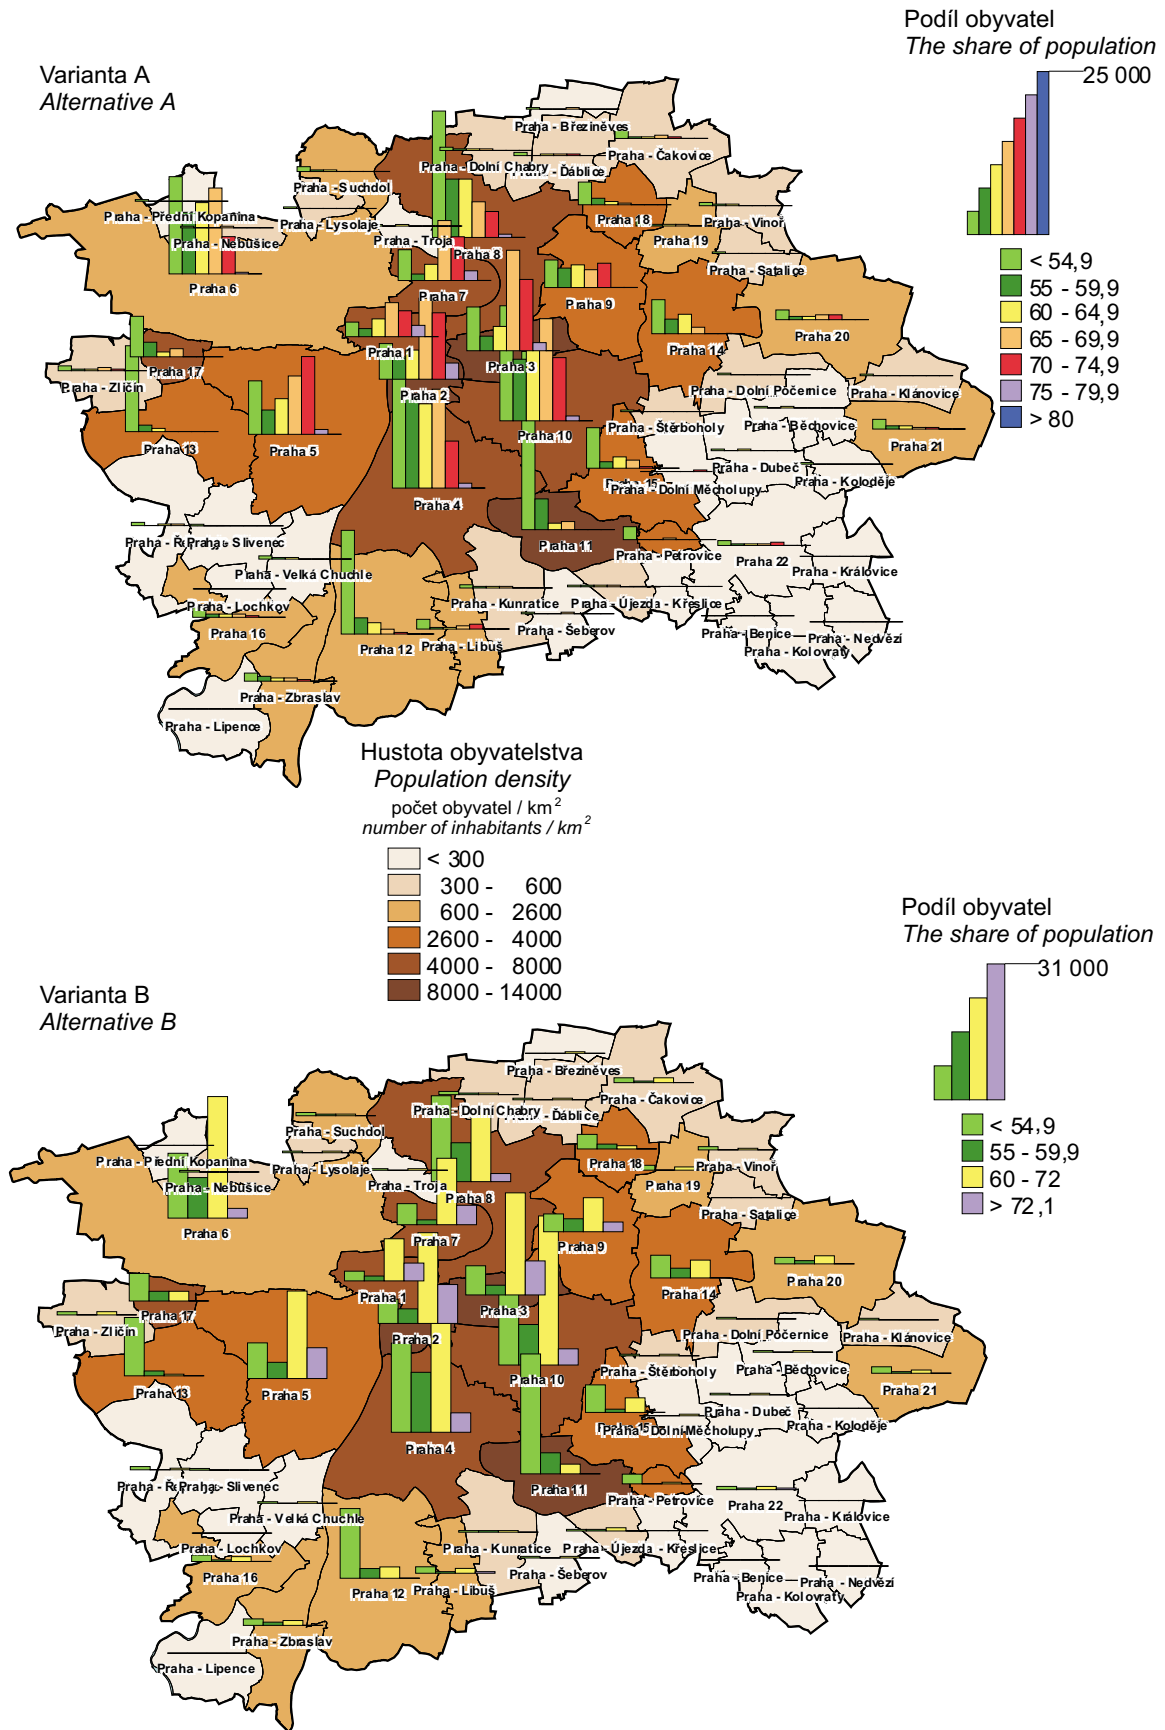 Podíl obyvatel
The share of population
25 000
Varianta A
Alternative A
Praha - Březiněves
Praha - Dolní Chabry
Praha - Čakovice
Ďáblice
Praha - Suchdol
Praha - Přední Kopanina
Praha - Lysolaje
Praha - Nebušice
Praha - Troja
Praha 18
Praha - Vinoř
Praha 19
Praha 8
Praha - Satalice
Praha 6
Praha 7
Praha 9
< 54,9
55 - 59,9
60 - 64,9
65 - 69,9
70 - 74,9
75 - 79,9
> 80
Praha 20
Praha 14
Praha 1
Praha 3
Praha 17
Praha - Zličín
Praha 2
Praha - Dolní Počernice
Praha - Klánovice
Praha - Štěrboholy
Praha - Běchovice
Praha 10
Praha 21
Praha 13
Praha 5
Praha - Dubeč
Praha - Koloděje
Praha - Dolní Měcholupy
Praha 4
Praha - Slivenec
Praha 11
Praha - Petrovice
Praha 22
Praha - Královice
Praha - Velká Chuchle
Praha - Lochkov
Praha - Kunratice
Praha - Újezd
Praha - Křeslice
Praha 16
Praha - Šeberov
Praha - Benice
Praha - Nedvězí
Praha 12
Praha - Libuš
Praha - Kolovraty
Praha - Zbraslav
Praha - Lipence
Hustota obyvatelstva
Population density
počet obyvatel / km2
number of inhabitants / km2
< 300
300 - 600
600 - 2600
2600 - 4000
4000 - 8000
8000 - 14000
Podíl obyvatel
The share of population
31 000
Varianta B
Alternative B
Praha - Březiněves
Praha - Dolní Chabry
Praha - Čakovice
Ďáblice
Praha - Suchdol
< 54,9
55 - 59,9
60 - 72
> 72,1
Praha - Přední Kopanina
Praha - Lysolaje
Praha - Nebušice
Praha - Troja
Praha 18
Praha - Vinoř
Praha 19
Praha 8
Praha - Satalice
Praha 6
Praha 7
Praha 9
Praha 20
Praha 14
Praha 1
Praha 3
Praha 17
Praha - Zličín
Praha 2
Praha - Dolní Počernice
Praha - Klánovice
Praha 10
Praha - Štěrboholy
Praha - Běchovice
Praha 13
Praha 5
Praha 21
Praha - Dubeč
Praha - Koloděje
Praha - Dolní Měcholupy
Praha 4
Praha - Slivenec
Praha 11
Praha - Petrovice
Praha 22
Praha - Královice
Praha - Velká Chuchle
Praha - Lochkov
Praha - Kunratice
Praha - Újezd
Praha - Křeslice
Praha 16
Praha - Šeberov
Praha - Benice
Praha - Nedvězí
Praha 12
Praha - Libuš
Praha - Kolovraty
Praha - Zbraslav
Praha - Lipence